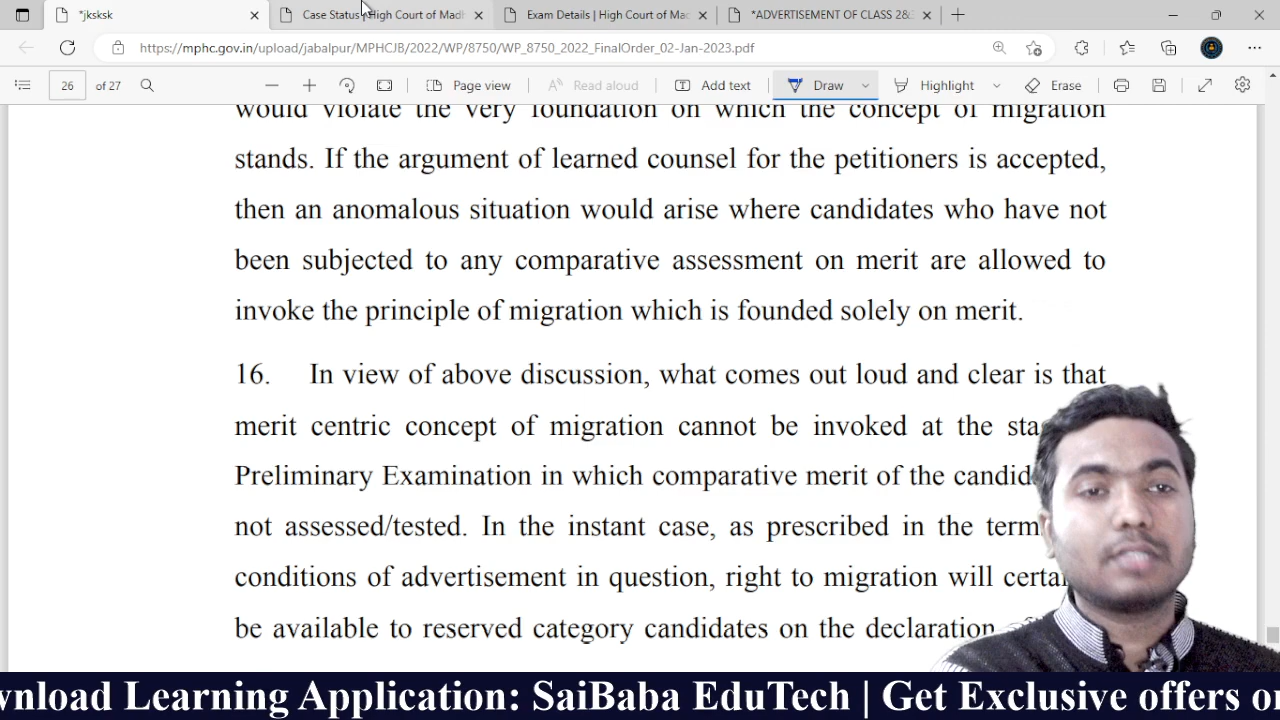 *jksksk
Case Status | High Court of Madh
Exam Details | High Court of Mad
*ADVERTISEMENT OF CLASS 2&3
https://mphc.gov.in/upload/jabalpur/MPHCJB/2022/WP/8750/WP_8750_2022_FinalOrder_02-Jan-2023.pdf
26 of 27
Page view
Read aloud
Add text
Draw
Highlight
Erase
would violate the very foundation on which the concept of migration
stands. If the argument of learned counsel for the petitioners is accepted,
then an anomalous situation would arise where candidates who have not
been subjected to any comparative assessment on merit are allowed to
invoke the principle of migration which is founded solely on merit.
16. In view of above discussion, what comes out loud and clear is that
merit centric concept of migration cannot be invoked at the
Preliminary Examination in which comparative merit of the
not assessed/tested. In the instant case, as prescribed in the
conditions of advertisement in question, right to migration will
be available to reserved category candidates on the declaration
wnload Learning Application: SaiBaba EduTech | Get Exclusive offers